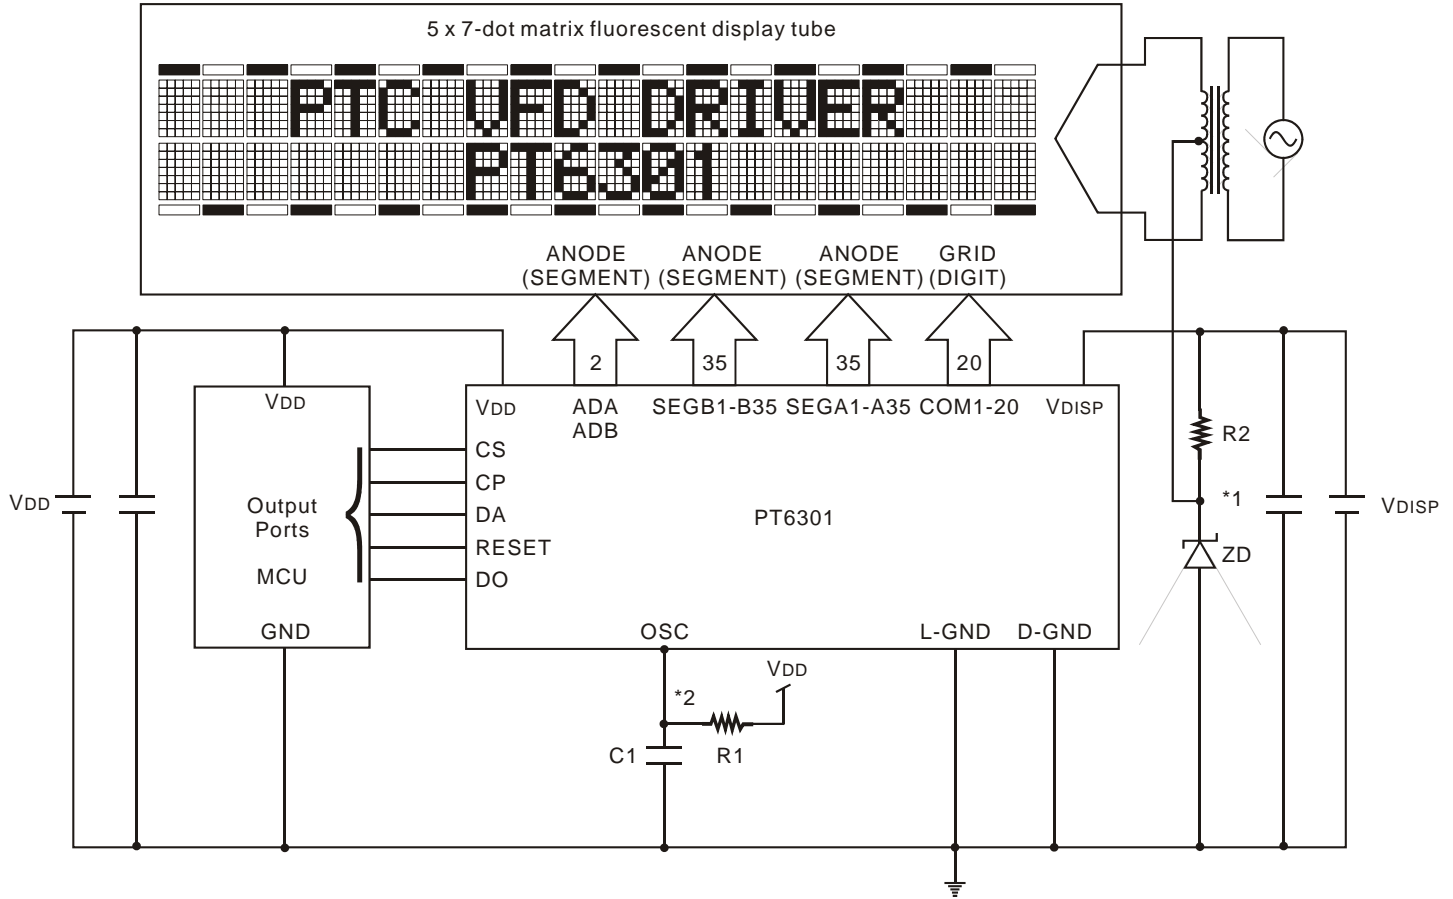 5 x 7-dot matrix fluorescent display tube
PTC VFD DRIVER
PT6301
ANODE (SEGMENT)
ANODE (SEGMENT)
ANODE (SEGMENT)
GRID (DIGIT)
2
35
35
20
VDD
ADA
ADB
SEGB1-B35
SEGA1-A35
COM1-20
VDISP
VDD
CS
CP
DA
RESET
DO
Output
Ports
MCU
GND
PT6301
OSC
L-GND
D-GND
VDD
R2
*1
ZD
VDISP
*2
VDD
C1
R1